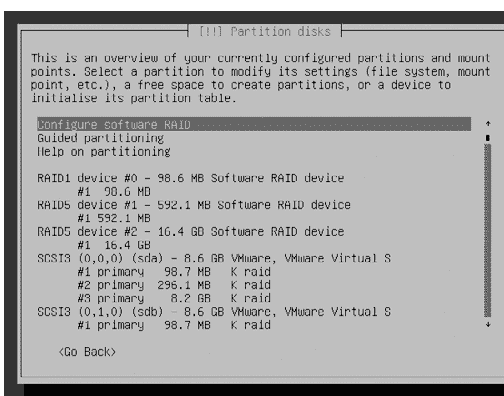 [!!] Partition disks
This is an overview of your currently configured partitions and mount
points. Select a partition to modify its settings (file system, mount
point, etc.), a free space to create partitions, or a device to
initialise its partition table.
Configure software RAID
Guided partitioning
Help on partitioning
RAID1 device #0 - 98.6 MB Software RAID device
#1 98.6 MB
RAID5 device #1 - 592.1 MB Software RAID device
#1 592.1 MB
RAID5 device #2 - 16.4 GB Software RAID device
#1 16.4 GB
SCSI3 (0,0,0) (sda) - 8.6 GB VMware, VMware Virtual S
#1 primary 98.7 MB K raid
#2 primary 296.1 MB K raid
#3 primary 8.2 GB K raid
SCSI3 (0,1,0) (sdb) - 8.6 GB VMware, VMware Virtual S
#1 primary 98.7 MB K raid
<Go Back>